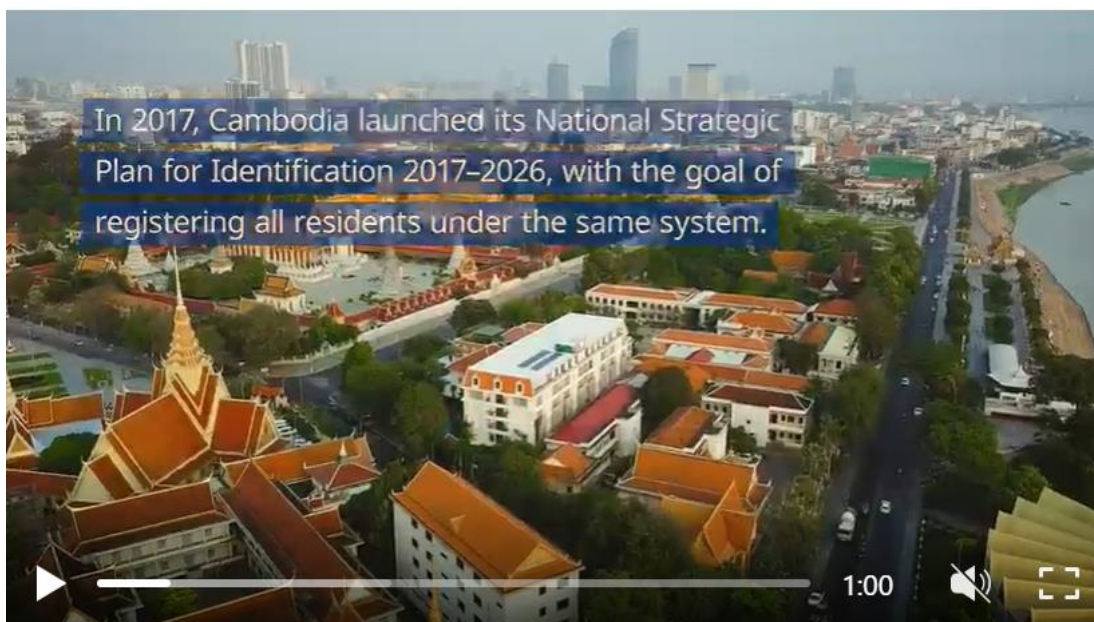 In 2017, Cambodia launched its National Strategic
Plan for Identification 2017–2026, with the goal of
registering all residents under the same system.
1:00